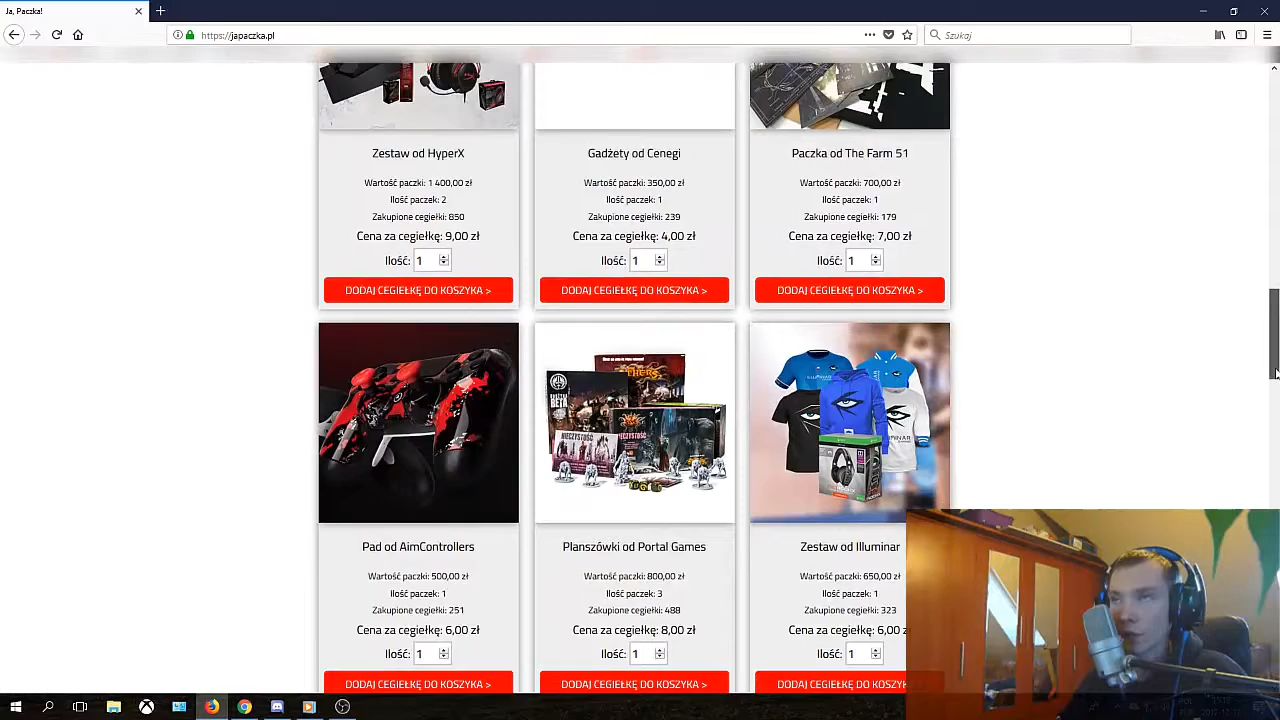 Ja, Paczka!
https://japaczka.pl
Szukaj
Zestaw od HyperX
Wartość paczki: 1 400,00 zł
Ilość paczek: 2
Zakupione cegiełki: 850
Cena za cegiełkę: 9,00 zł
Ilość: 1
DODAJ CEGIEŁKĘ DO KOSZYKA >
Gadżety od Cenegi
Wartość paczki: 350,00 zł
Ilość paczek: 1
Zakupione cegiełki: 239
Cena za cegiełkę: 4,00 zł
Ilość: 1
DODAJ CEGIEŁKĘ DO KOSZYKA >
Paczka od The Farm 51
Wartość paczki: 700,00 zł
Ilość paczek: 1
Zakupione cegiełki: 179
Cena za cegiełkę: 7,00 zł
Ilość: 1
DODAJ CEGIEŁKĘ DO KOSZYKA >
NIECZYSTOŚĆ
Pad od AimControllers
Wartość paczki: 500,00 zł
Ilość paczek: 1
Zakupione cegiełki: 251
Cena za cegiełkę: 6,00 zł
Ilość: 1
DODAJ CEGIEŁKĘ DO KOSZYKA >
Planszówki od Portal Games
Wartość paczki: 800,00 zł
Ilość paczek: 3
Zakupione cegiełki: 488
Cena za cegiełkę: 8,00 zł
Ilość: 1
DODAJ CEGIEŁKĘ DO KOSZYKA >
Zestaw od Illuminar
Wartość paczki: 650,00 zł
Ilość paczek: 1
Zakupione cegiełki: 323
Cena za cegiełkę: 6,00 z
Ilość: 1
DODAJ CEGIEŁKĘ DO KOSZYKA >